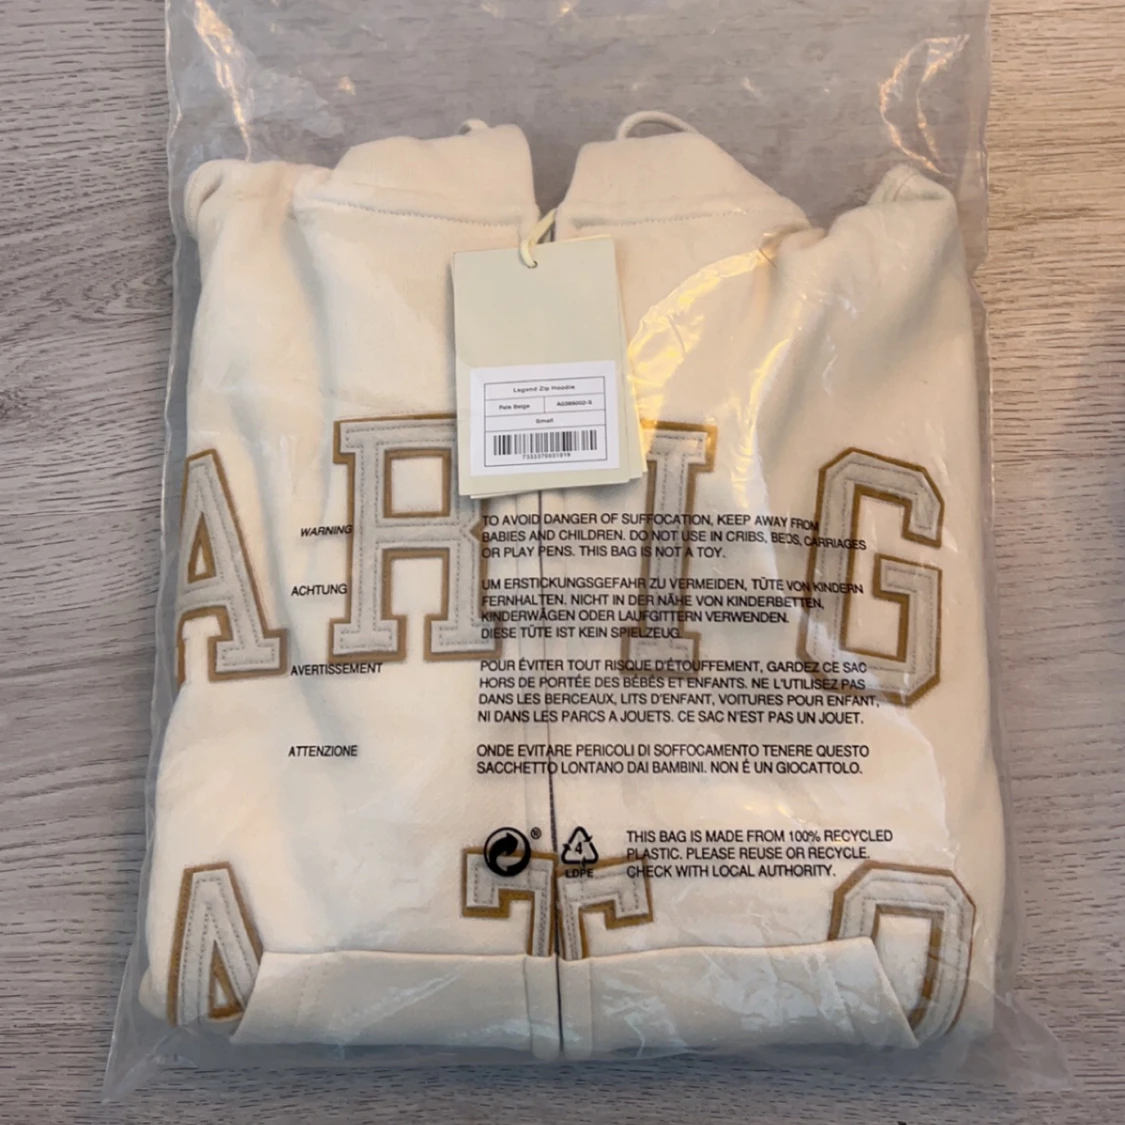 Legend Zip Hoodie
Pale Beige
Small
ARIG
WARNING
TO AVOID DANGER OF SUFFOCATION, KEEP AWAY FROM
BABIES AND CHILDREN. DO NOT USE IN CRIBS, BEDS, CARRIAGES
OR PLAY PENS. THIS BAG IS NOT A TOY.
ACHTUNG
UM ERSTICKUNGSGEFAHR ZU VERMEIDEN, TÜTE VON KINDERN
FERNHALTEN. NICHT IN DER NÄHE VON KINDERBETTEN,
KINDERWÄGEN ODER LAUFGITTERN VERWENDEN.
DIESE TÜTE IST KEIN SPIELZEUG.
AVERTISSEMENT
POUR ÉVITER TOUT RISQUE D'ÉTOUFFEMENT, GARDEZ CE SAC
HORS DE PORTÉE DES BÉBÉS ET ENFANTS. NE L'UTILISEZ PAS
DANS LES BERCEAUX, LITS D'ENFANT, VOITURES POUR ENFANT,
NI DANS LES PARCS A JOUETS. CE SAC N'EST PAS UN JOUET.
ATTENZIONE
ONDE EVITARE PERICOLI DI SOFFOCAMENTO TENERE QUESTO
SACCHETTO LONTANO DAI BAMBINI. NON É UN GIOCATTOLO.
®
4
LDPE
THIS BAG IS MADE FROM 100% RECYCLED
PLASTIC. PLEASE REUSE OR RECYCLE.
CHECK WITH LOCAL AUTHORITY.
ATO